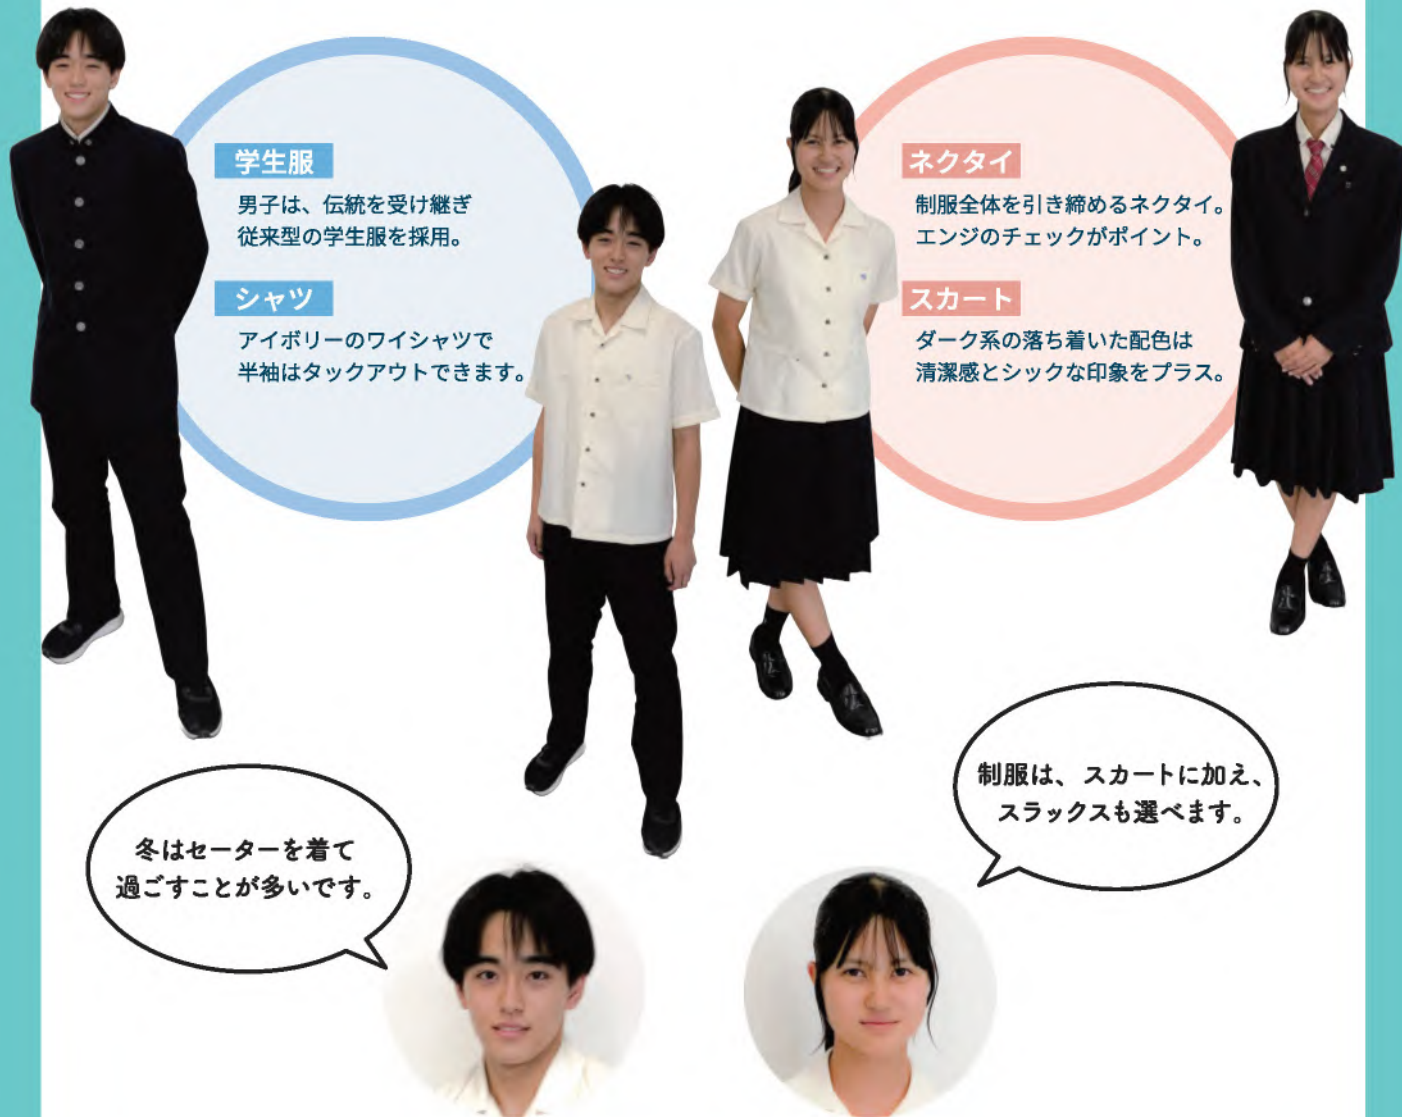 学生服
男子は、伝統を受け継ぎ
従来型の学生服を採用。
シャツ
アイボリーのワイシャツで
半袖はタックアウトできます。
ネクタイ
制服全体を引き締めるネクタイ。
エンジのチェックがポイント。
スカート
ダーク系の落ち着いた配色は
清潔感とシックな印象をプラス。
冬はセーターを着て
過ごすことが多いです。
制服は、スカートに加え、
スラックスも選べます。